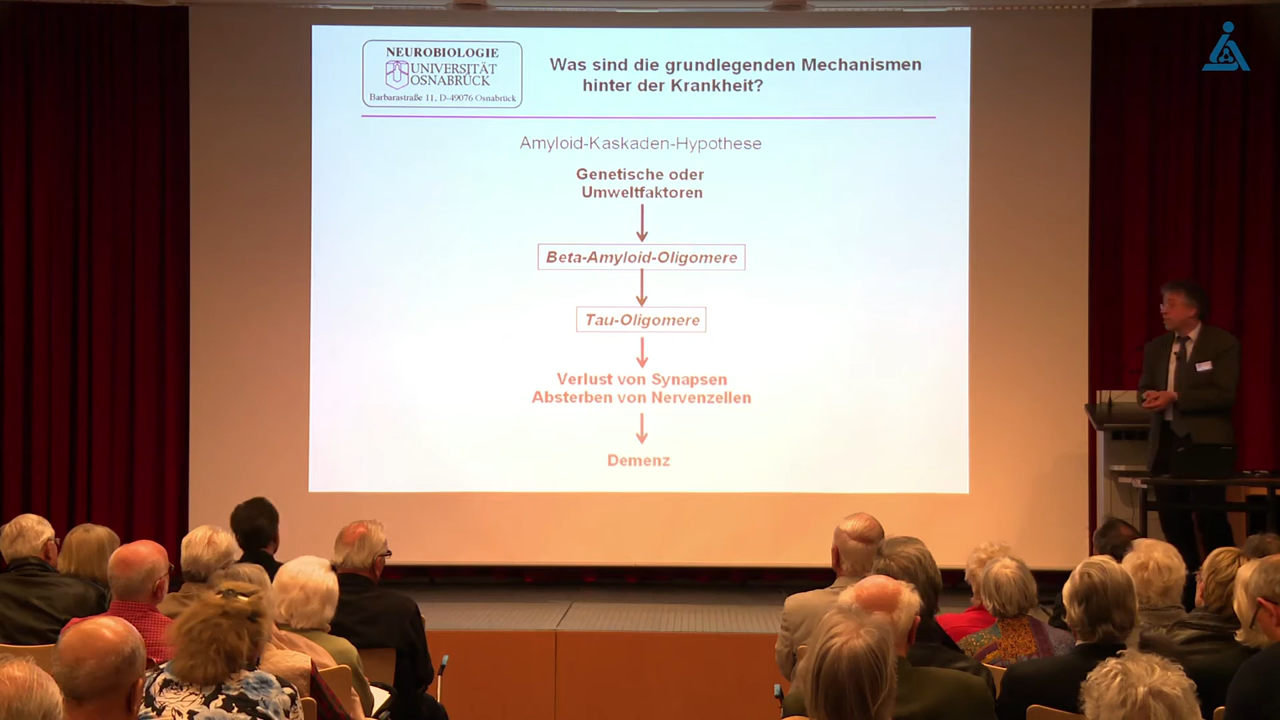 NEUROBIOLOGIE
UNIVERSITÄT
OSNABRÜCK
Barbarastraße 11, D-49076 Osnabrück
Was sind die grundlegenden Mechanismen
hinter der Krankheit?
Amyloid-Kaskaden-Hypothese
Genetische oder
Umweltfaktoren
Beta-Amyloid-Oligomere
Tau-Oligomere
Verlust von Synapsen
Absterben von Nervenzellen
Demenz